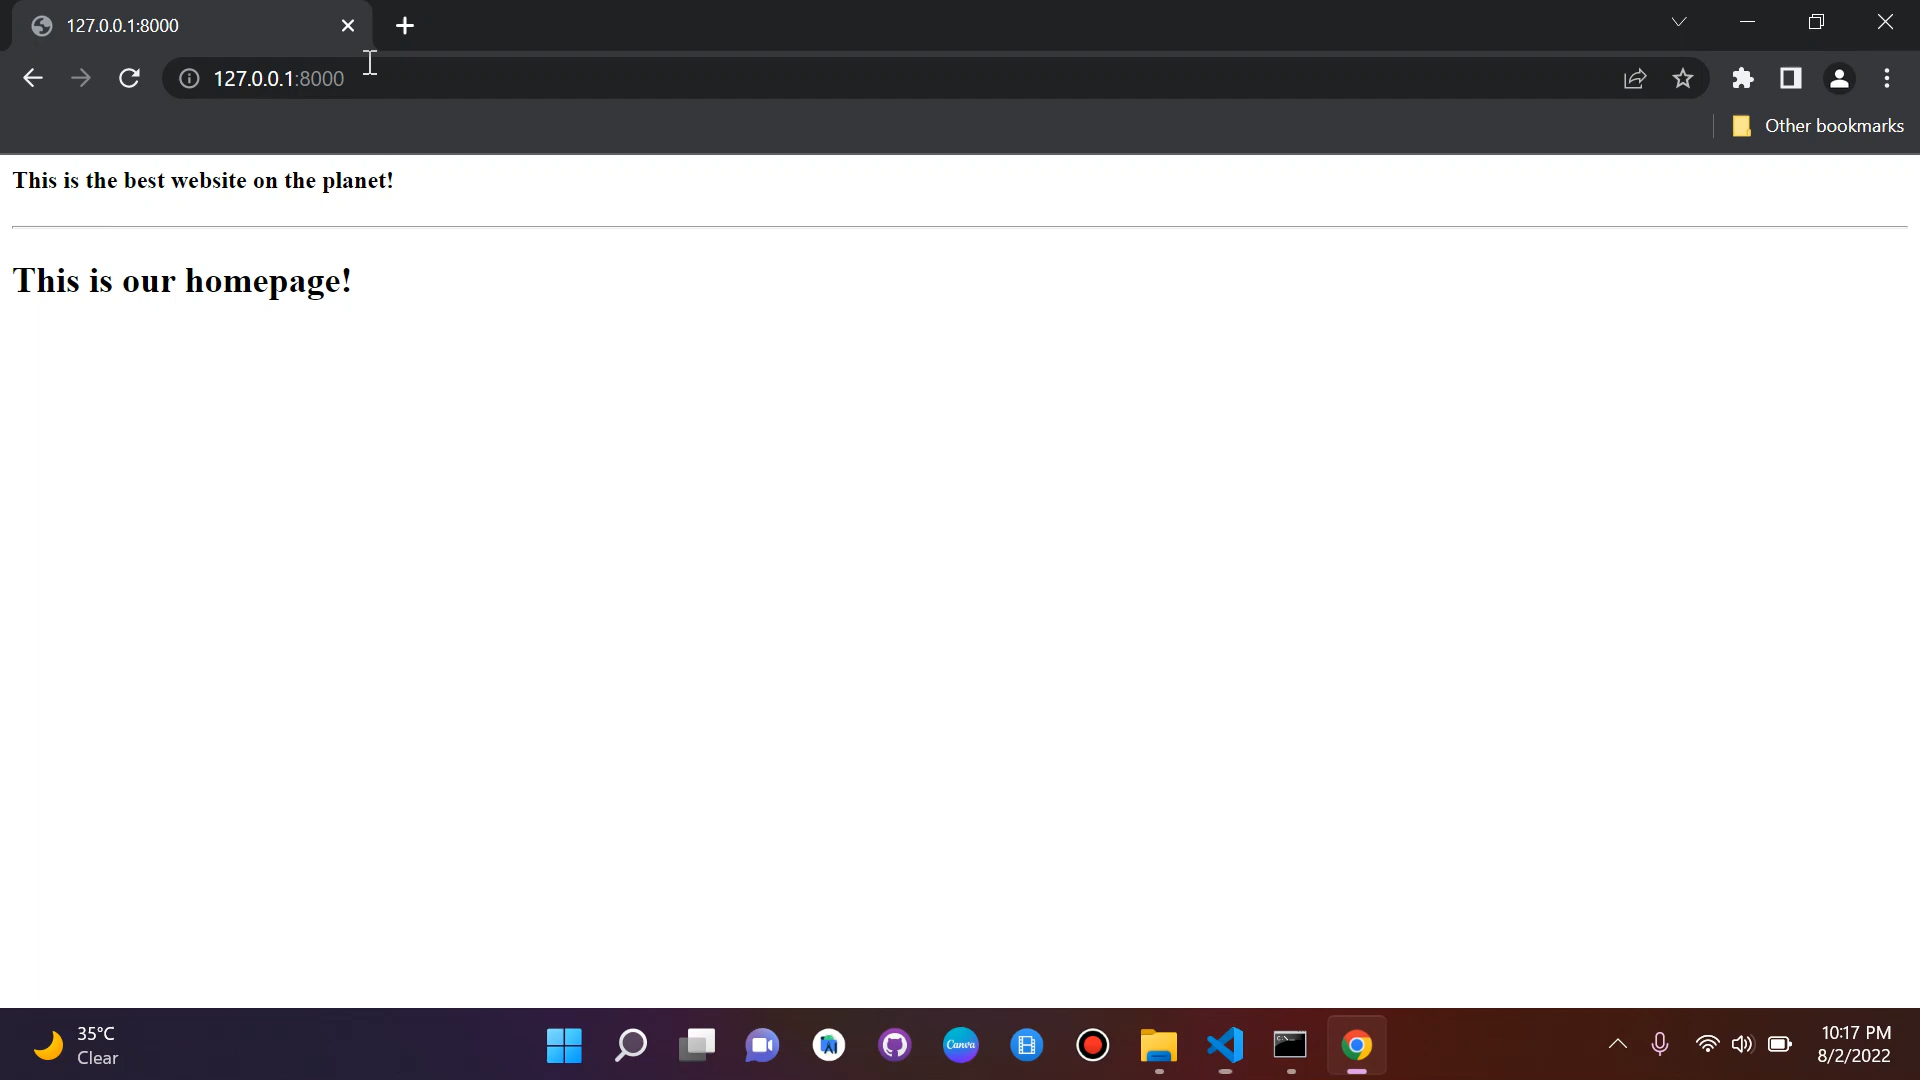 127.0.0.1:8000
127.0.0.1:8000
Other bookmarks
This is the best website on the planet!
This is our homepage!
35°C
Clear
Canva
C:\_
10:17 PM
8/2/2022